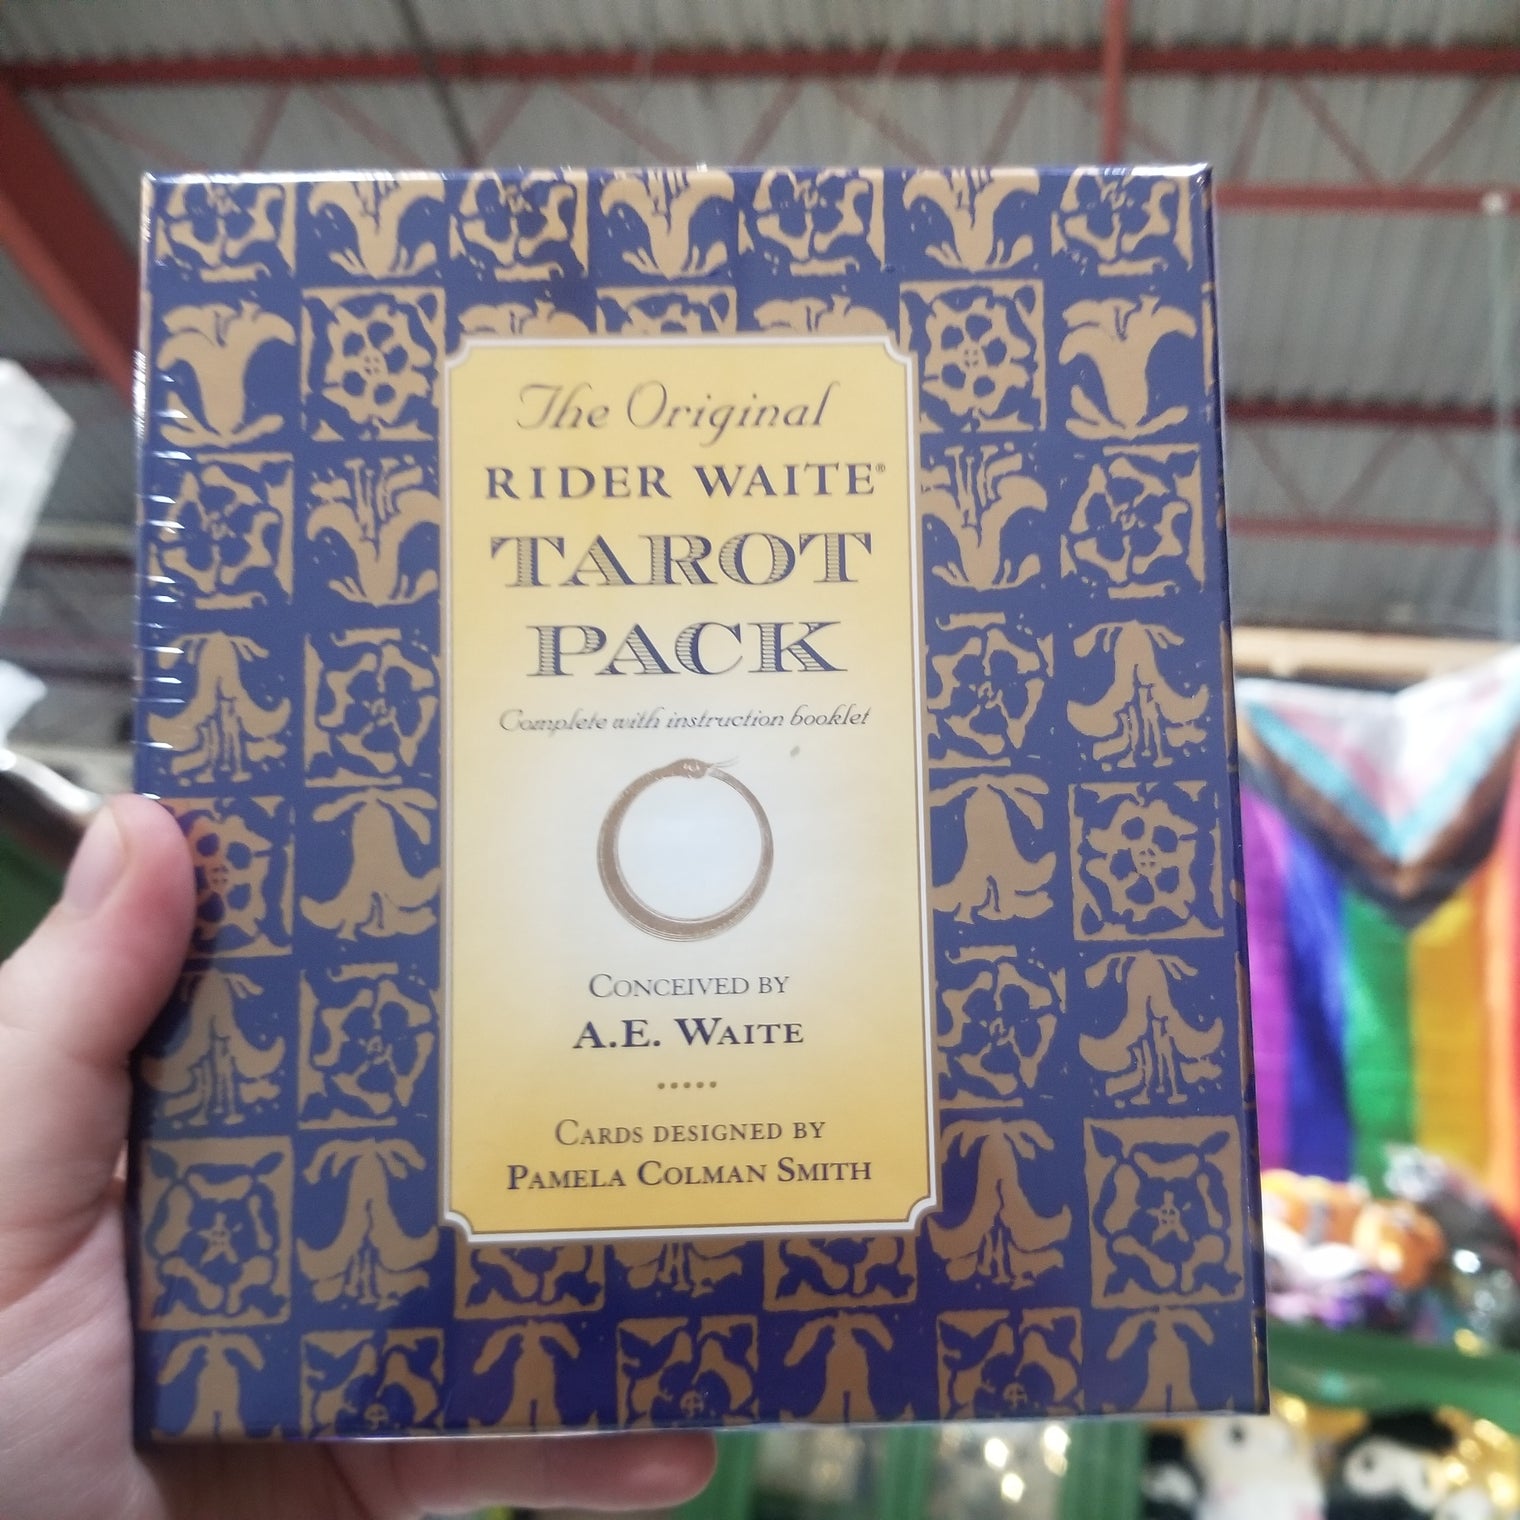 The Original
RIDER WAITE®
TAROT
PACK
Complete with instruction booklet
CONCEIVED BY
A.E. WAITE
CARDS DESIGNED BY
PAMELA COLMAN SMITH